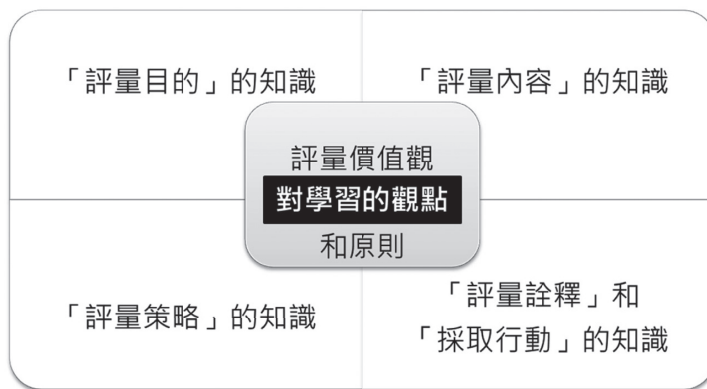 「評量目的」的知識
「評量內容」的知識
評量價值觀
對學習的觀點
和原則
「評量策略」的知識
「評量詮釋」和
「採取行動」的知識